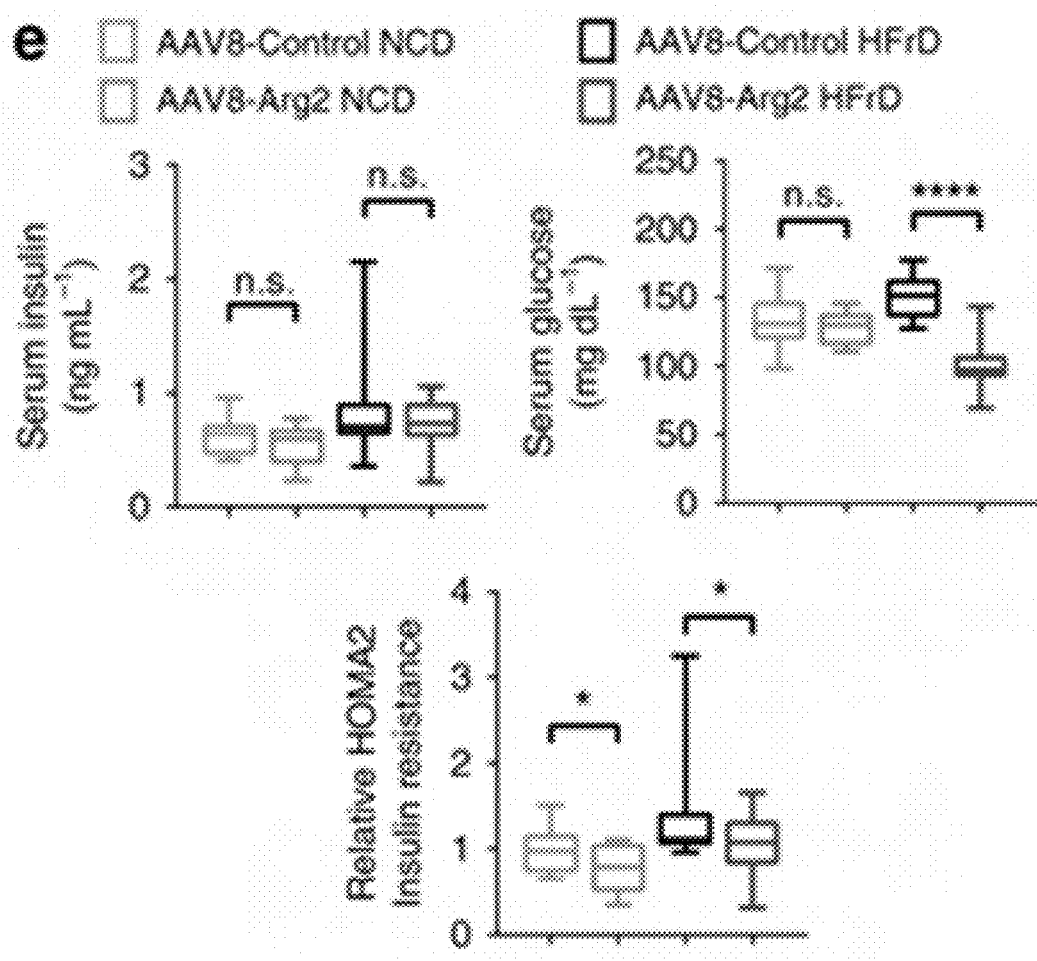 e
AAV8-Control NCD
AAV8-Control HFrD
AAV8-Arg2 NCD
AAV8-Arg2 HFrD
Serum insulin
(ng mL⁻¹)
3
2
1
0
n.s.
n.s.
Serum glucose
(mg dL⁻¹)
250
200
150
100
50
0
n.s.
****
Relative HOMA2
Insulin resistance
4
3
2
1
0
*
*